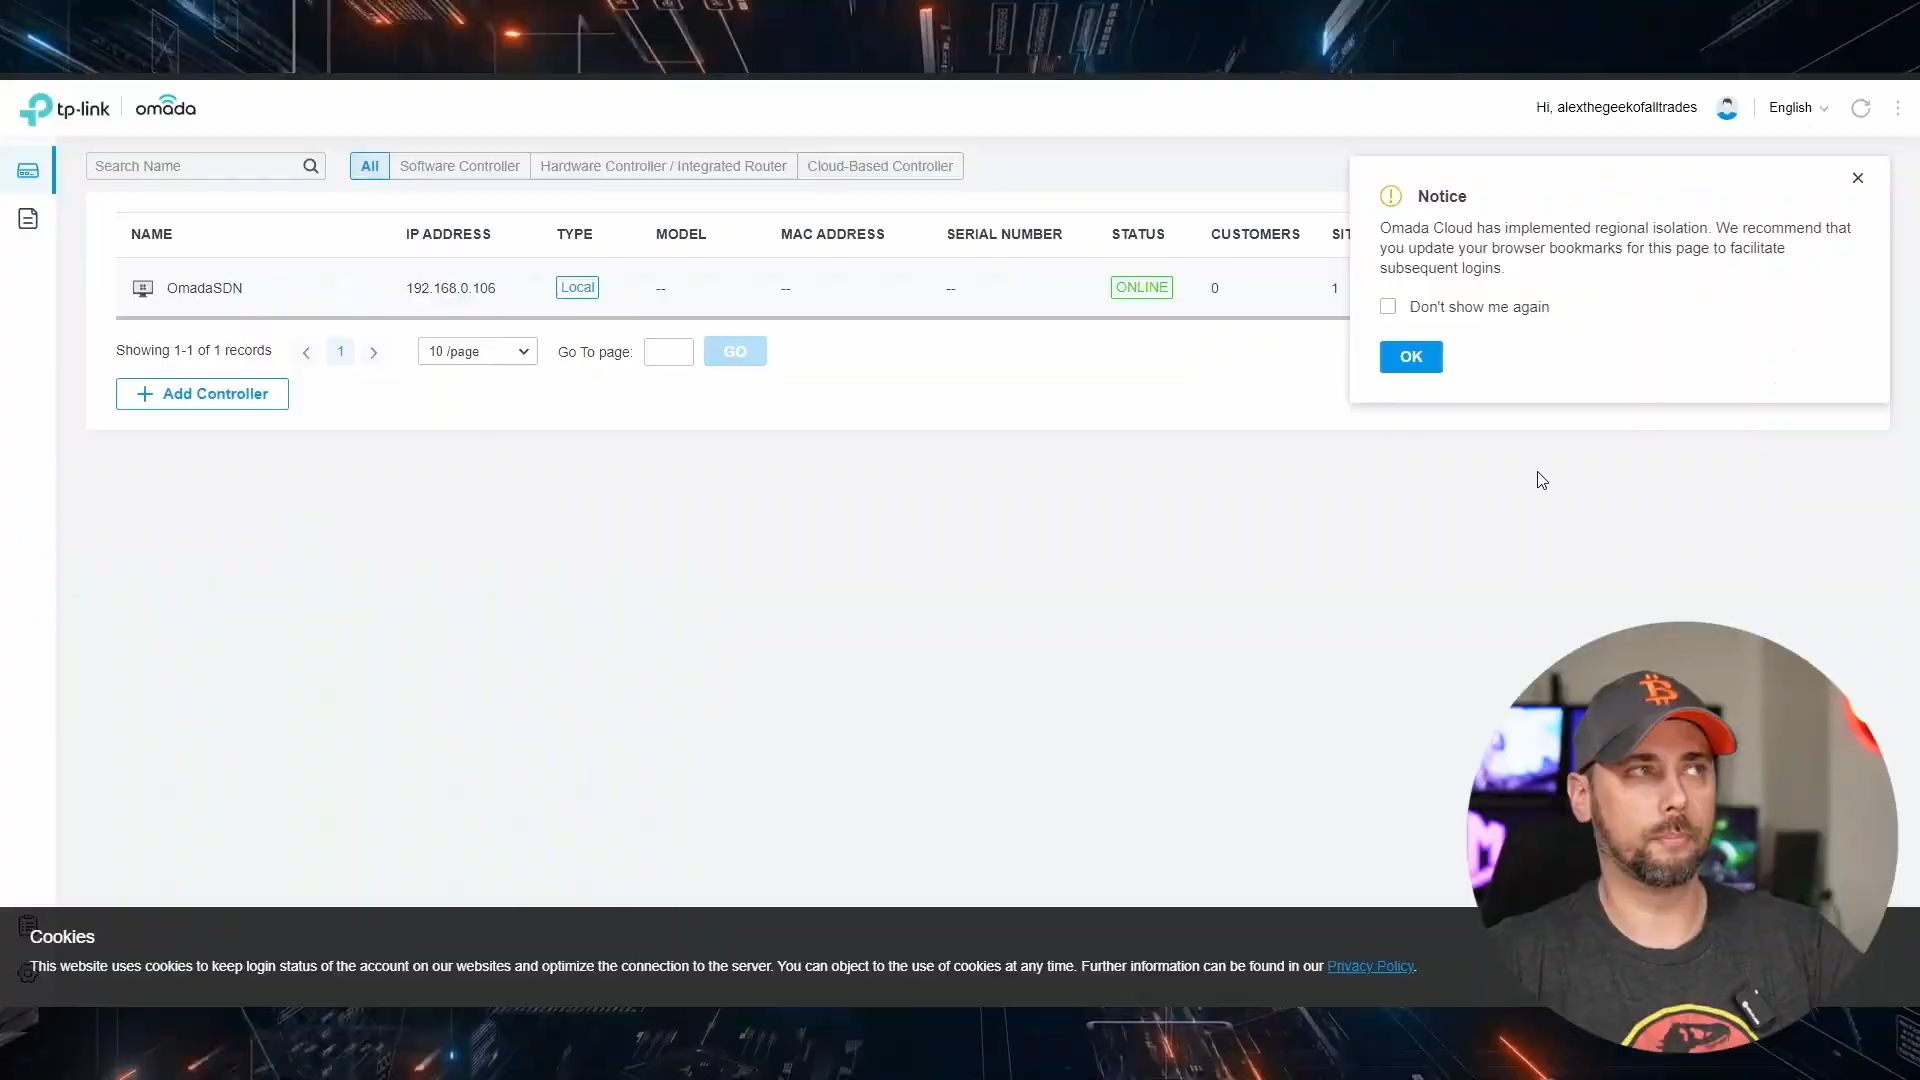 tp-link omada
Hi, alexthegeekofalltrades English
Search Name
All Software Controller Hardware Controller / Integrated Router Cloud-Based Controller
Notice
Omada Cloud has implemented regional isolation. We recommend that
you update your browser bookmarks for this page to facilitate
subsequent logins.
Don't show me again
OK
NAME IP ADDRESS TYPE MODEL MAC ADDRESS SERIAL NUMBER STATUS CUSTOMERS SIT
OmadaSDN 192.168.0.106 Local -- -- -- ONLINE 0 1
Showing 1-1 of 1 records 1 10 /page Go To page: GO
Add Controller
Cookies
This website uses cookies to keep login status of the account on our websites and optimize the connection to the server. You can object to the use of cookies at any time. Further information can be found in our Privacy Policy.